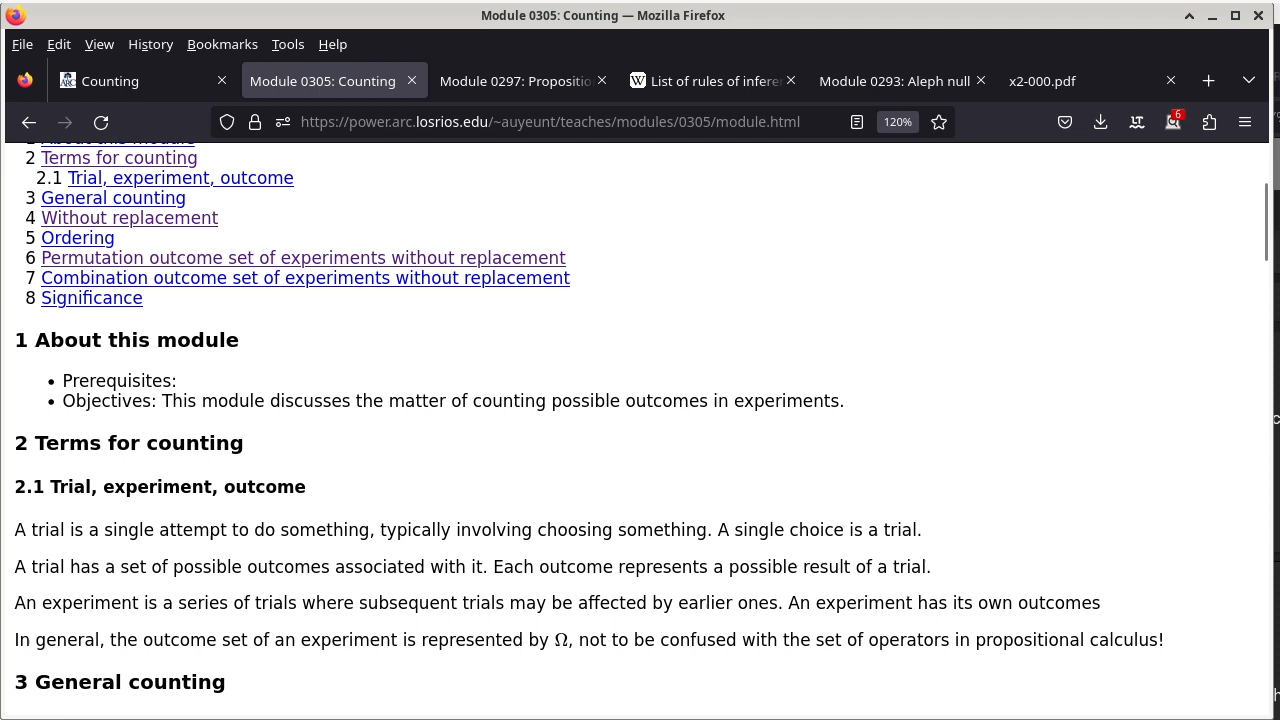 Module 0305: Counting — Mozilla Firefox
File Edit View History Bookmarks Tools Help
Counting Module 0305: Counting Module 0297: Propositio List of rules of inferen Module 0293: Aleph null x2-000.pdf
https://power.arc.losrios.edu/~auyeunt/teaches/modules/0305/module.html 120% 6
1 About this module
2 Terms for counting
2.1 Trial, experiment, outcome
3 General counting
4 Without replacement
5 Ordering
6 Permutation outcome set of experiments without replacement
7 Combination outcome set of experiments without replacement
8 Significance
1 About this module
• Prerequisites:
• Objectives: This module discusses the matter of counting possible outcomes in experiments.
2 Terms for counting
2.1 Trial, experiment, outcome
A trial is a single attempt to do something, typically involving choosing something. A single choice is a trial.
A trial has a set of possible outcomes associated with it. Each outcome represents a possible result of a trial.
An experiment is a series of trials where subsequent trials may be affected by earlier ones. An experiment has its own outcomes
In general, the outcome set of an experiment is represented by Ω, not to be confused with the set of operators in propositional calculus!
3 General counting